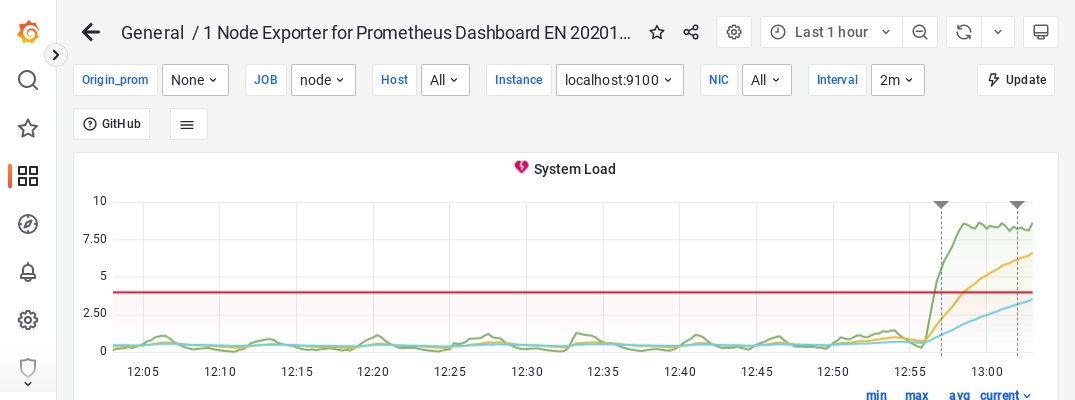 General / 1 Node Exporter for Prometheus Dashboard EN 20201... Last 1 hour
Origin_prom None JOB node Host All Instance localhost:9100 NIC All Interval 2m Update
GitHub
System Load
10
7.50
5
2.50
0
12:05 12:10 12:15 12:20 12:25 12:30 12:35 12:40 12:45 12:50 12:55 13:00
min max avg current